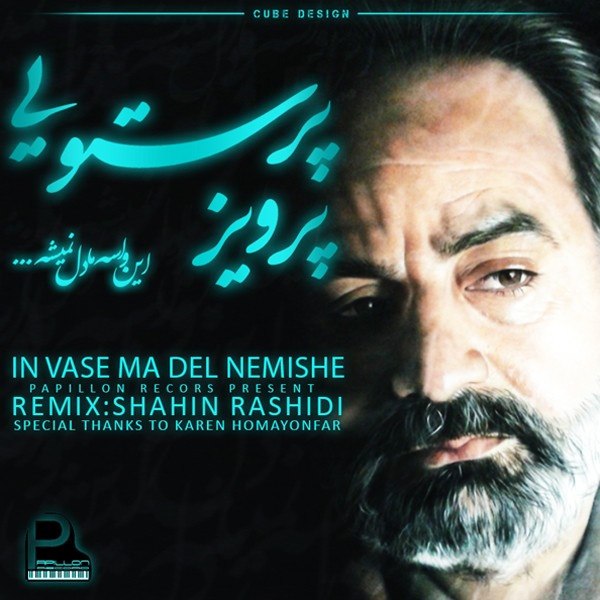 CUBE DESIGN
پرستویی
پرویز
این واسه ما دل نمیشه ...
IN VASE MA DEL NEMISHE
PAPILLON RECORS PRESENT
REMIX:SHAHIN RASHIDI
SPECIAL THANKS TO KAREN HOMAYONFAR